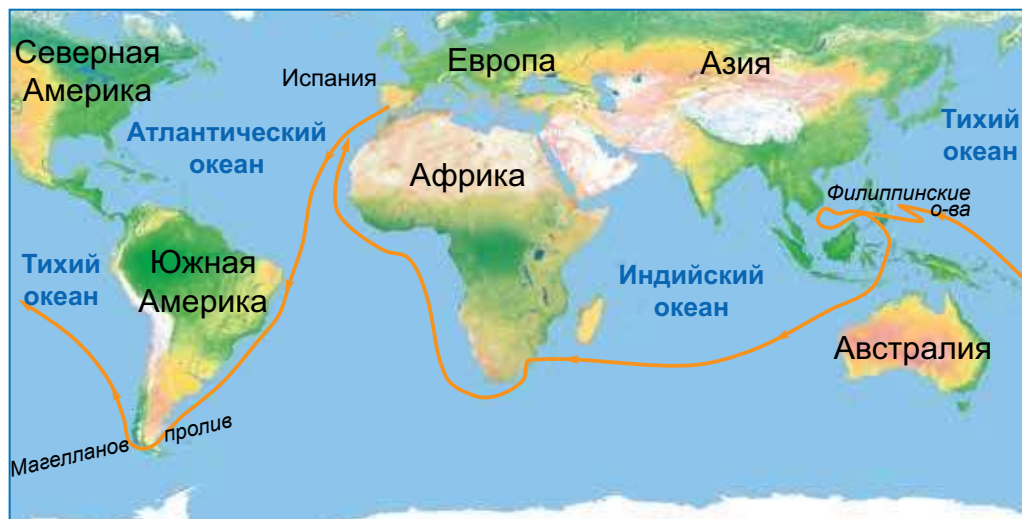 Северная
Америка
Испания
Европа
Азия
Атлантический
океан
Тихий
океан
Африка
Филиппинские
о-ва
Тихий
океан
Южная
Америка
Индийский
океан
Австралия
Магелланов пролив